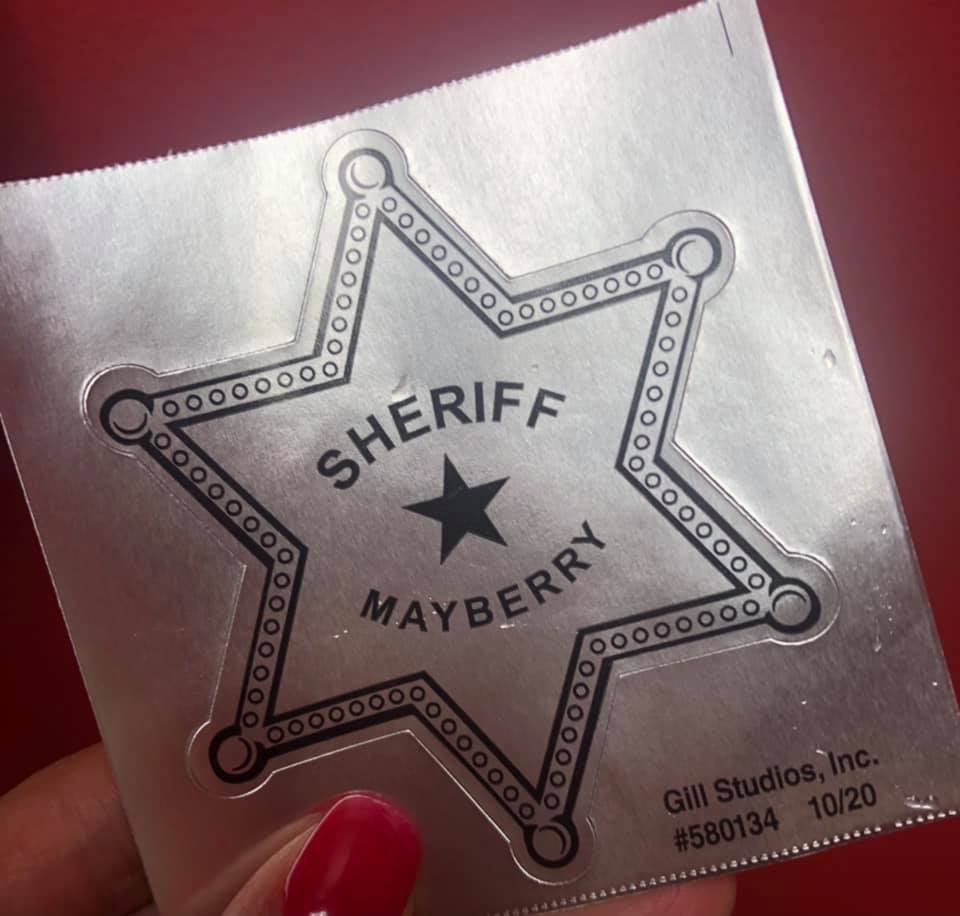 SHERIFF
MAYBERRY
Gill Studios, Inc.
#580134 10/20